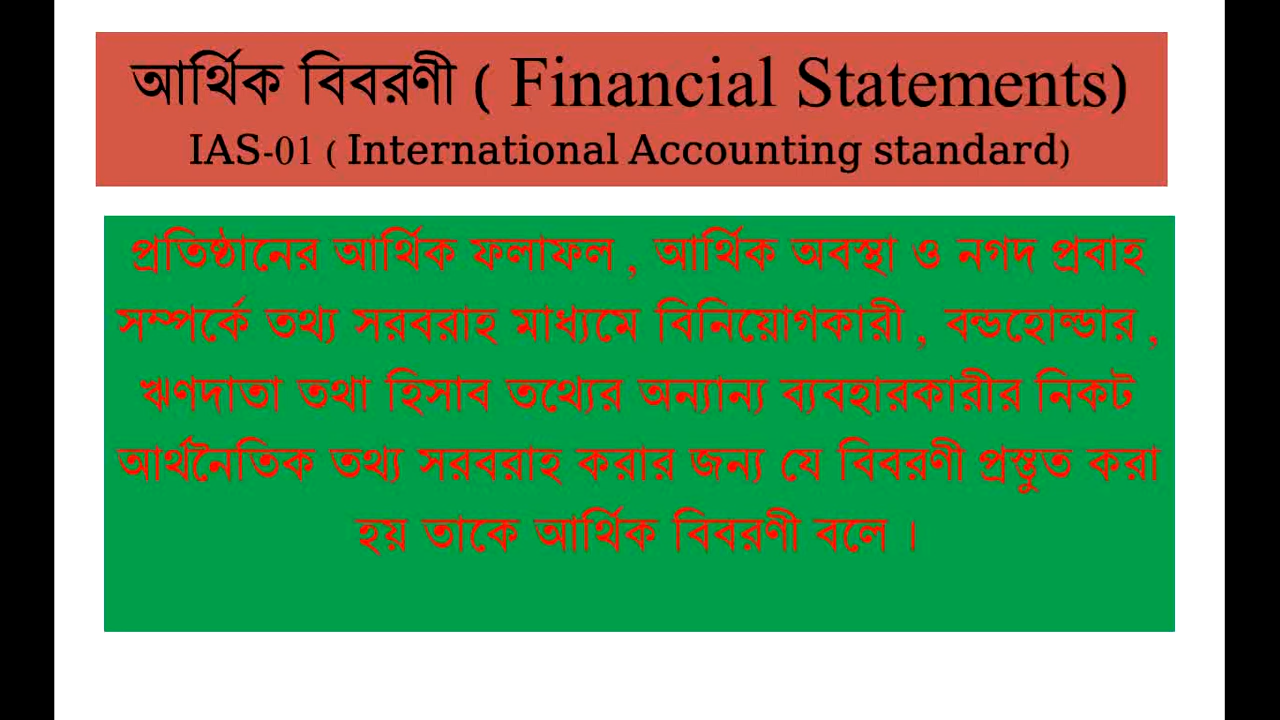 আর্থিক বিবরণী ( Financial Statements)
IAS-01 ( International Accounting standard)
প্রতিষ্ঠানের আর্থিক ফলাফল , আর্থিক অবস্থা ও নগদ প্রবাহ
সম্পর্কে তথ্য সরবরাহ মাধ্যমে বিনিয়োগকারী , বন্ডহোল্ডার ,
ঋণদাতা তথা হিসাব তথ্যের অন্যান্য ব্যবহারকারীর নিকট
আর্থনৈতিক তথ্য সরবরাহ করার জন্য যে বিবরণী প্রস্তুত করা
হয় তাকে আর্থিক বিবরণী বলে ।